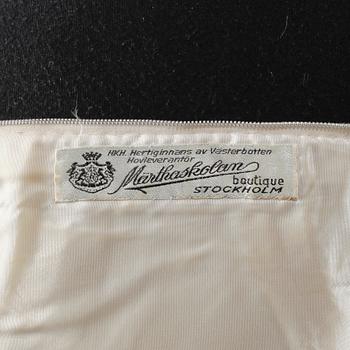 HKH. Hertiginnans av Västerbotten
Hovleverantör
Märthaskolan
boutique
STOCKHOLM